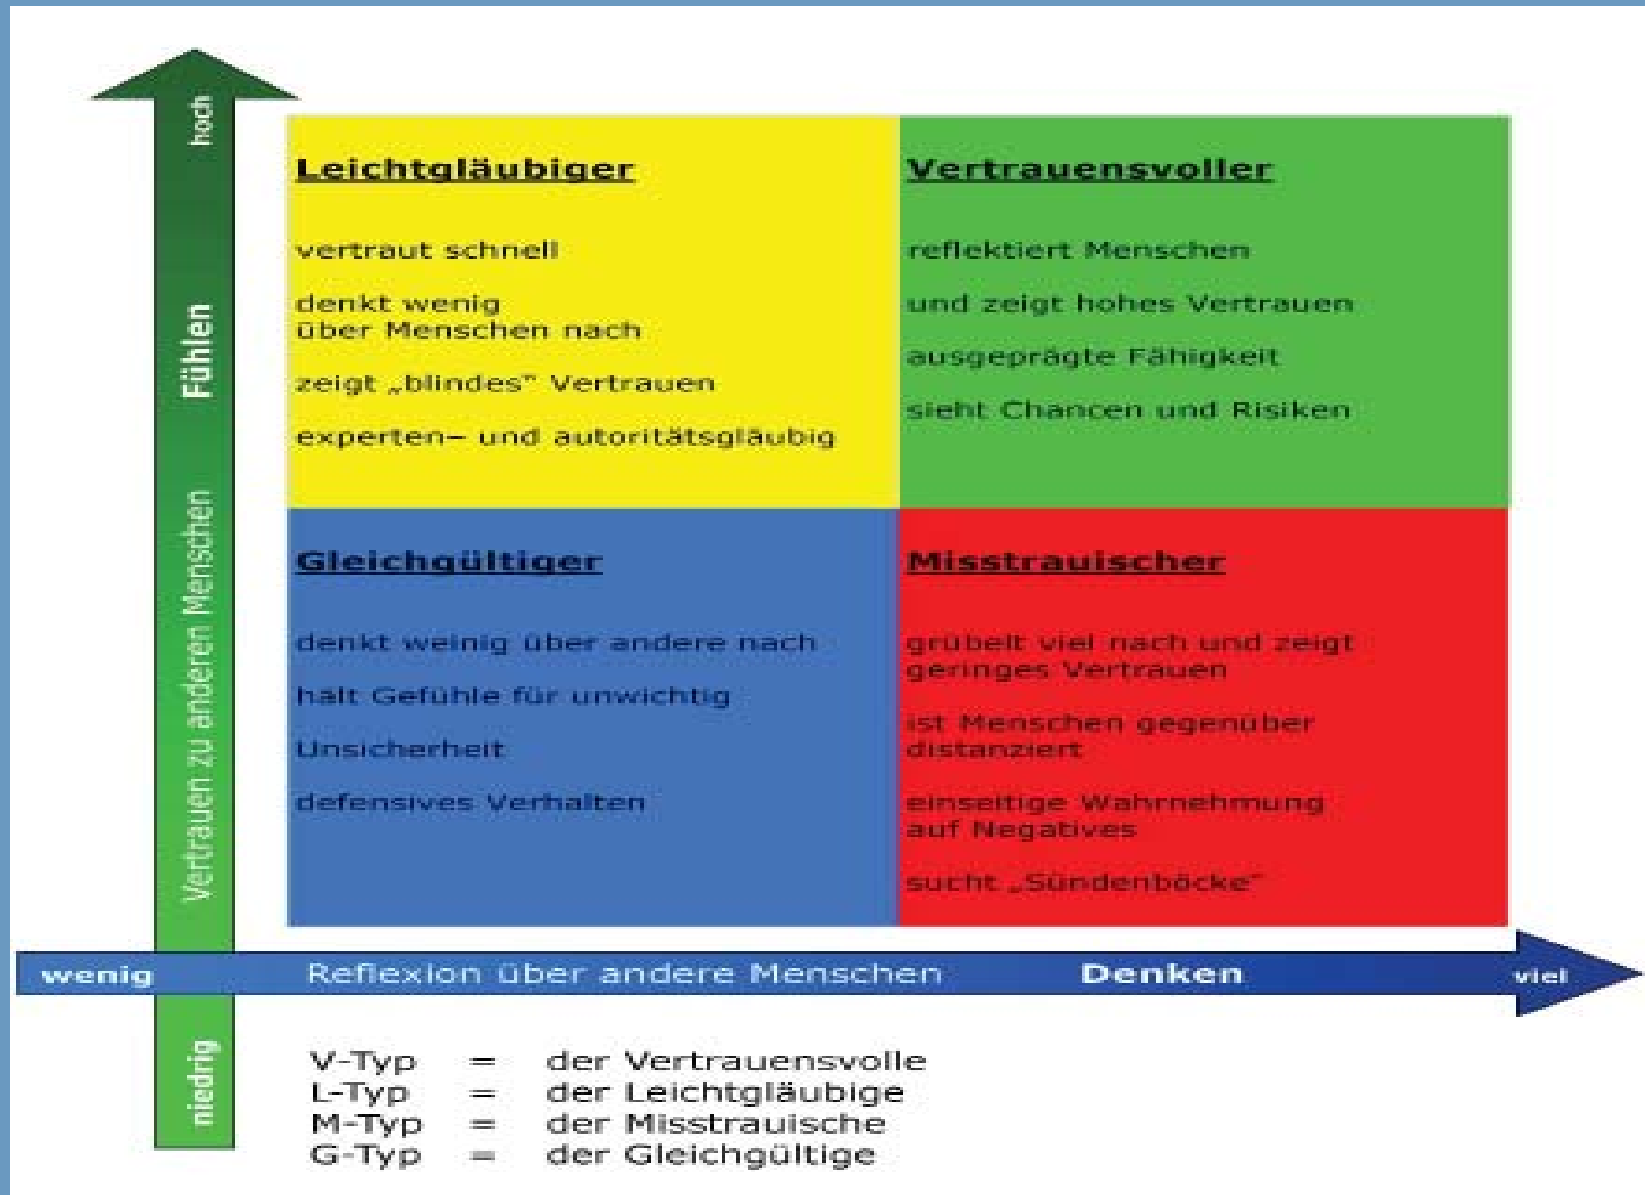 hoch
Fühlen
Vertrauen zu anderen Menschen
niedrig
Leichtgläubiger
vertraut schnell
denkt wenig
über Menschen nach
zeigt „blindes“ Vertrauen
experten– und autoritätsgläubig
Vertrauensvoller
reflektiert Menschen
und zeigt hohes Vertrauen
ausgeprägte Fähigkeit
sieht Chancen und Risiken
Gleichgültiger
denkt weinig über andere nach
hält Gefühle für unwichtig
Unsicherheit
defensives Verhalten
Misstrauischer
grübelt viel nach und zeigt
geringes Vertrauen
ist Menschen gegenüber
distanziert
einseitige Wahrnehmung
auf Negatives
sucht „Sündenböcke“
wenig Reflexion über andere Menschen Denken viel
V-Typ = der Vertrauensvolle
L-Typ = der Leichtgläubige
M-Typ = der Misstrauische
G-Typ = der Gleichgültige